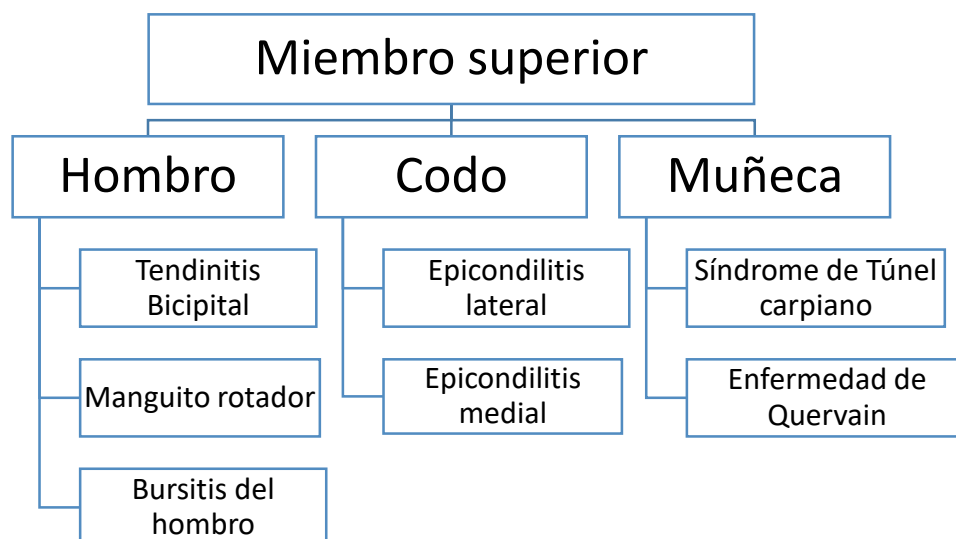 Miembro superior
Hombro
Tendinitis
Bicipital
Manguito rotador
Bursitis del
hombro
Codo
Epicondilitis
lateral
Epicondilitis
medial
Muñeca
Síndrome de Túnel
carpiano
Enfermedad de
Quervain